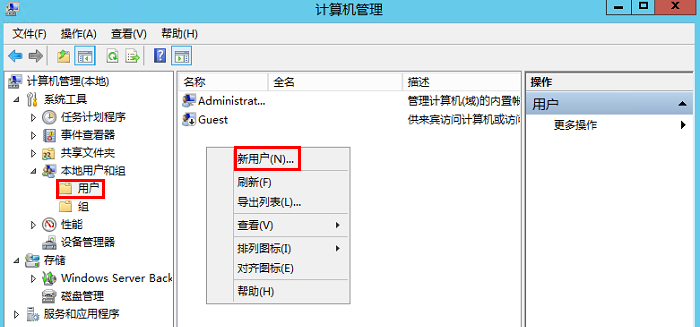 计算机管理
文件(F) 操作(A) 查看(V) 帮助(H)
计算机管理(本地)
系统工具
任务计划程序
事件查看器
共享文件夹
本地用户和组
用户
组
性能
设备管理器
存储
Windows Server Back
磁盘管理
服务和应用程序
名称 全名 描述
Administrat... 管理计算机(域)的内置帐
Guest 供来宾访问计算机或访
新用户(N)...
刷新(F)
导出列表(L)...
查看(V)
排列图标(I)
对齐图标(E)
帮助(H)
操作
用户
更多操作